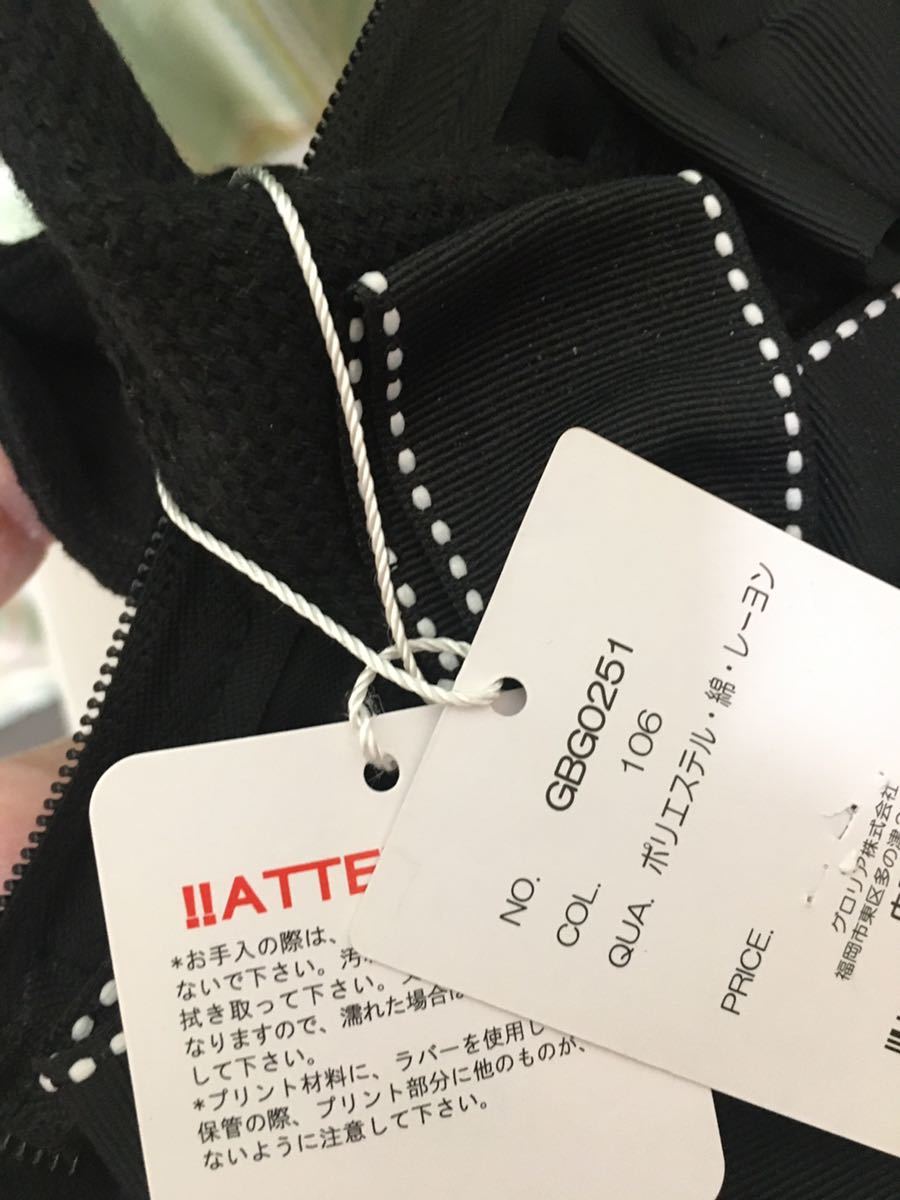 NO. GBG0251
COL. 106
QUA. ポリエステル・綿・レーヨン
PRICE.
グロリア株式会社
福岡市東区多の津
!!ATTE
*お手入の際は、
ないで下さい。汚
拭き取って下さい。
なりますので、濡れた場合は
して下さい。
*プリント材料に、ラバーを使用し
保管の際、プリント部分に他のものが、
ないように注意して下さい。